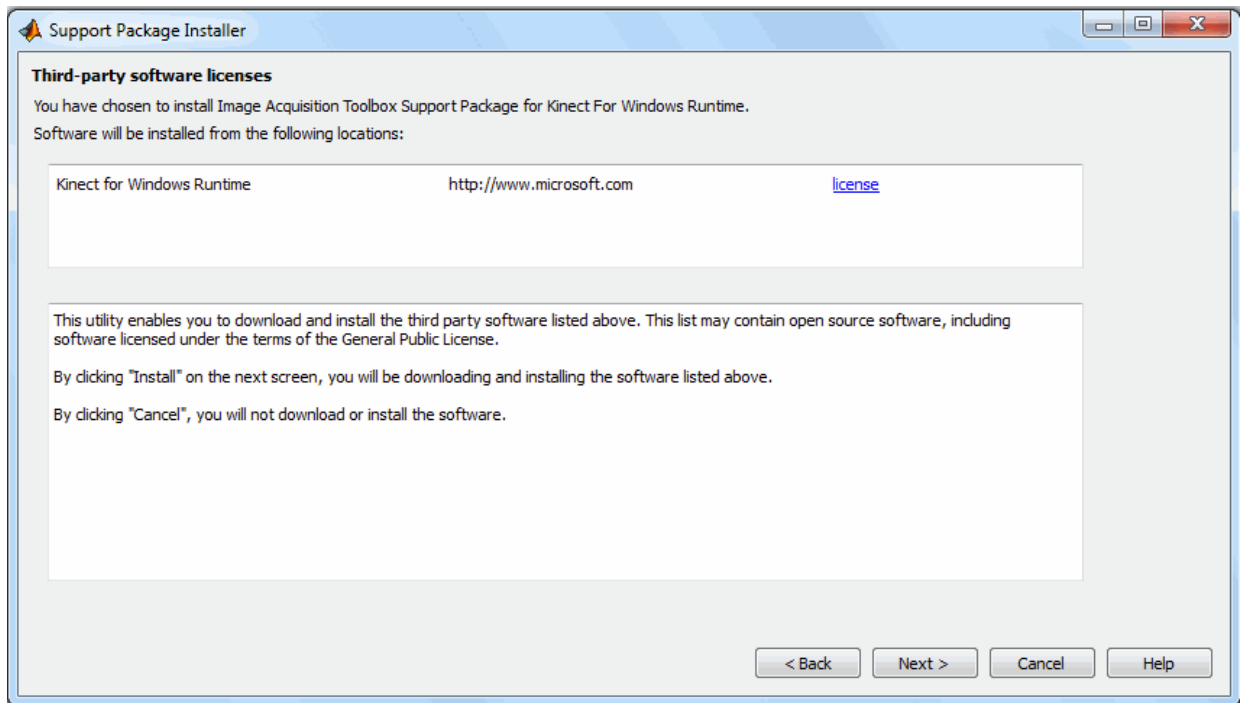 Support Package Installer
Third-party software licenses
You have chosen to install Image Acquisition Toolbox Support Package for Kinect For Windows Runtime.
Software will be installed from the following locations:
Kinect for Windows Runtime http://www.microsoft.com license
This utility enables you to download and install the third party software listed above. This list may contain open source software, including
software licensed under the terms of the General Public License.
By clicking "Install" on the next screen, you will be downloading and installing the software listed above.
By clicking "Cancel", you will not download or install the software.
< Back Next > Cancel Help